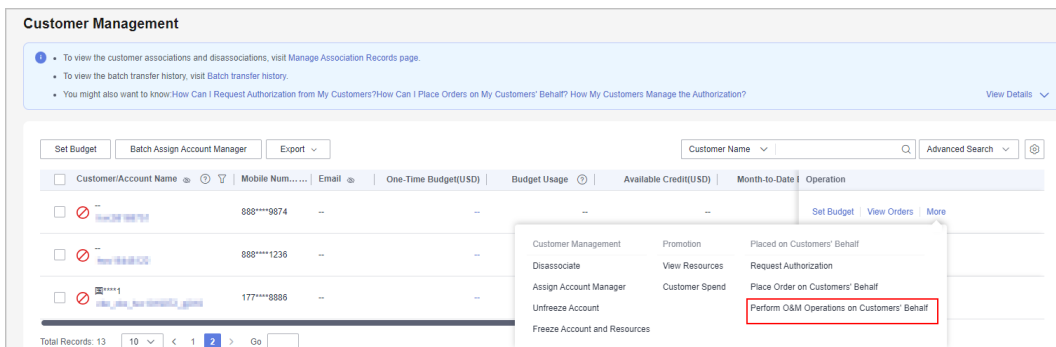 Customer Management
To view the customer associations and disassociations, visit Manage Association Records page.
To view the batch transfer history, visit Batch transfer history.
You might also want to know:How Can I Request Authorization from My Customers?How Can I Place Orders on My Customers' Behalf? How My Customers Manage the Authorization?
View Details
Set Budget Batch Assign Account Manager Export Customer Name Advanced Search
Customer/Account Name Mobile Num... ... Email One-Time Budget(USD) Budget Usage Available Credit(USD) Month-to-Date Operation
-- 888****9874 -- -- -- -- Set Budget View Orders More
-- 888****1236 -- --
国****1 177****8886 -- --
Customer Management Promotion Placed on Customers' Behalf
Disassociate View Resources Request Authorization
Assign Account Manager Customer Spend Place Order on Customers' Behalf
Unfreeze Account Perform O&M Operations on Customers' Behalf
Freeze Account and Resources
Total Records: 13 10 < 1 2 > Go